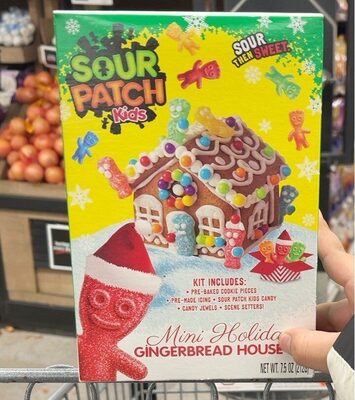 SOUR
PATCH
Kids
SOUR
THEN SWEET.
KIT INCLUDES:
• PRE-BAKED COOKIE PIECES
• PRE-MADE ICING • SOUR PATCH KIDS CANDY
• CANDY JEWELS • SCENE SETTERS!
Mini Holiday
GINGERBREAD HOUSE
NET WT. 7.5 OZ